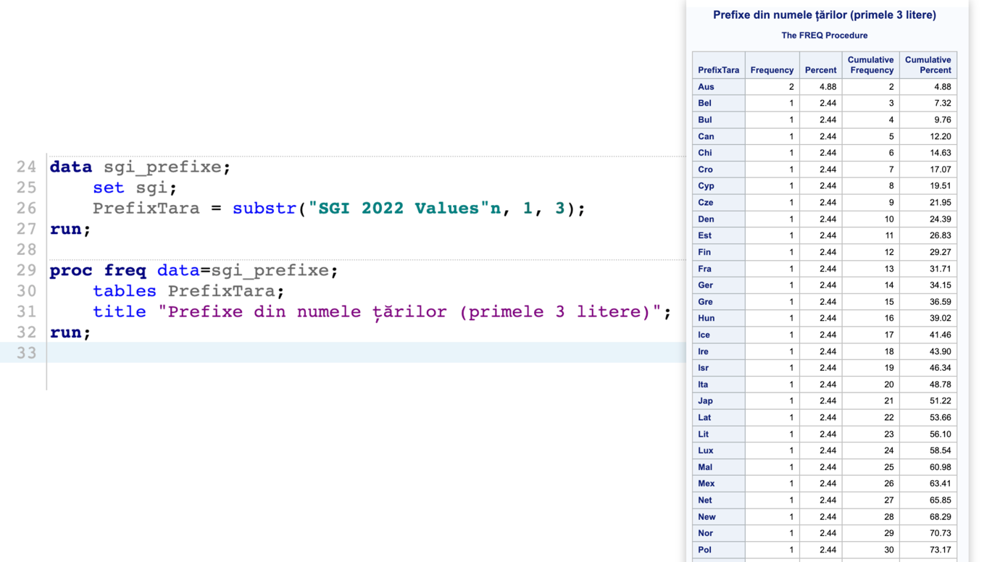 24 data sgi_prefixe;
25 set sgi;
26 PrefixTara = substr("SGI 2022 Values"n, 1, 3);
27 run;
28
29 proc freq data=sgi_prefixe;
30 tables PrefixTara;
31 title "Prefixe din numele țărilor (primele 3 litere)";
32 run;
33
Prefixe din numele țărilor (primele 3 litere)
The FREQ Procedure
PrefixTara Frequency Percent Cumulative Frequency Cumulative Percent
Aus 2 4.88 2 4.88
Bel 1 2.44 3 7.32
Bul 1 2.44 4 9.76
Can 1 2.44 5 12.20
Chi 1 2.44 6 14.63
Cro 1 2.44 7 17.07
Cyp 1 2.44 8 19.51
Cze 1 2.44 9 21.95
Den 1 2.44 10 24.39
Est 1 2.44 11 26.83
Fin 1 2.44 12 29.27
Fra 1 2.44 13 31.71
Ger 1 2.44 14 34.15
Gre 1 2.44 15 36.59
Hun 1 2.44 16 39.02
Ice 1 2.44 17 41.46
Ire 1 2.44 18 43.90
Isr 1 2.44 19 46.34
Ita 1 2.44 20 48.78
Jap 1 2.44 21 51.22
Lat 1 2.44 22 53.66
Lit 1 2.44 23 56.10
Lux 1 2.44 24 58.54
Mal 1 2.44 25 60.98
Mex 1 2.44 26 63.41
Net 1 2.44 27 65.85
New 1 2.44 28 68.29
Nor 1 2.44 29 70.73
Pol 1 2.44 30 73.17